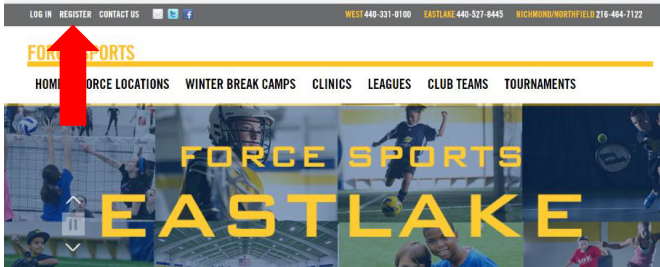 LOG IN REGISTER CONTACT US WEST 440-331-0100 EASTLAKE 440-527-8445 RICHMOND/NORTHFIELD 216-464-7122
FORCE SPORTS
HOME FORCE LOCATIONS WINTER BREAK CAMPS CLINICS LEAGUES CLUB TEAMS TOURNAMENTS
FORCE SPORTS
EASTLAKE